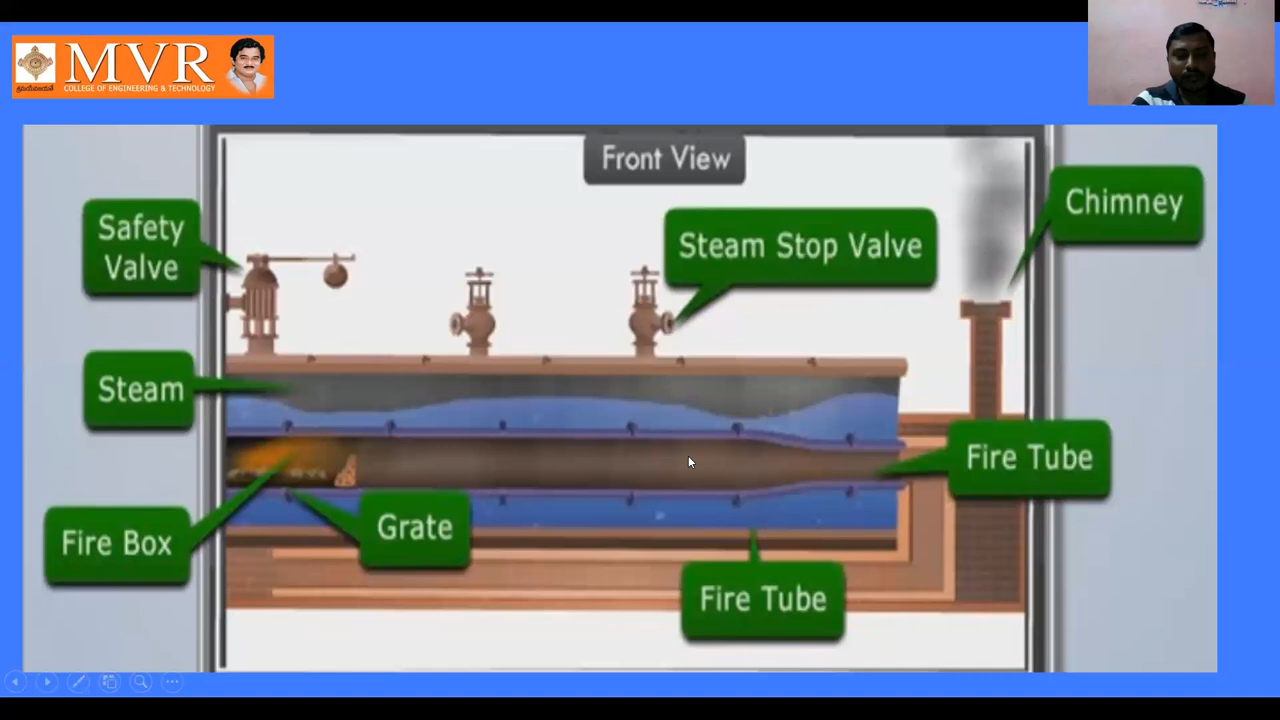 MVR
COLLEGE OF ENGINEERING & TECHNOLOGY
Front View
Safety
Valve
Steam Stop Valve
Chimney
Steam
Fire Tube
Fire Box
Grate
Fire Tube